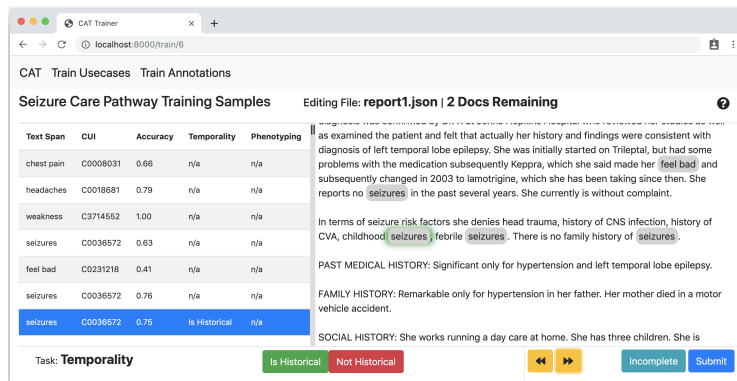 CAT Trainer
localhost:8000/train/6
CAT Train Usecases Train Annotations
Seizure Care Pathway Training Samples
Editing File: report1.json | 2 Docs Remaining
Text Span CUI Accuracy Temporality Phenotyping
chest pain C0008031 0.66 n/a n/a
headaches C0018681 0.79 n/a n/a
weakness C3714552 1.00 n/a n/a
seizures C0036572 0.63 n/a n/a
feel bad C0231218 0.41 n/a n/a
seizures C0036572 0.76 n/a n/a
seizures C0036572 0.75 Is Historical n/a
as examined the patient and felt that actually her history and findings were consistent with
diagnosis of left temporal lobe epilepsy. She was initially started on Trileptal, but had some
problems with the medication subsequently Keppra, which she said made her feel bad and
subsequently changed in 2003 to lamotrigine, which she has been taking since then. She
reports no seizures in the past several years. She currently is without complaint.
In terms of seizure risk factors she denies head trauma, history of CNS infection, history of
CVA, childhood seizures, febrile seizures. There is no family history of seizures.
PAST MEDICAL HISTORY: Significant only for hypertension and left temporal lobe epilepsy.
FAMILY HISTORY: Remarkable only for hypertension in her father. Her mother died in a motor
vehicle accident.
SOCIAL HISTORY: She works running a day care at home. She has three children. She is
Task: Temporality
Is Historical Not Historical
Incomplete Submit